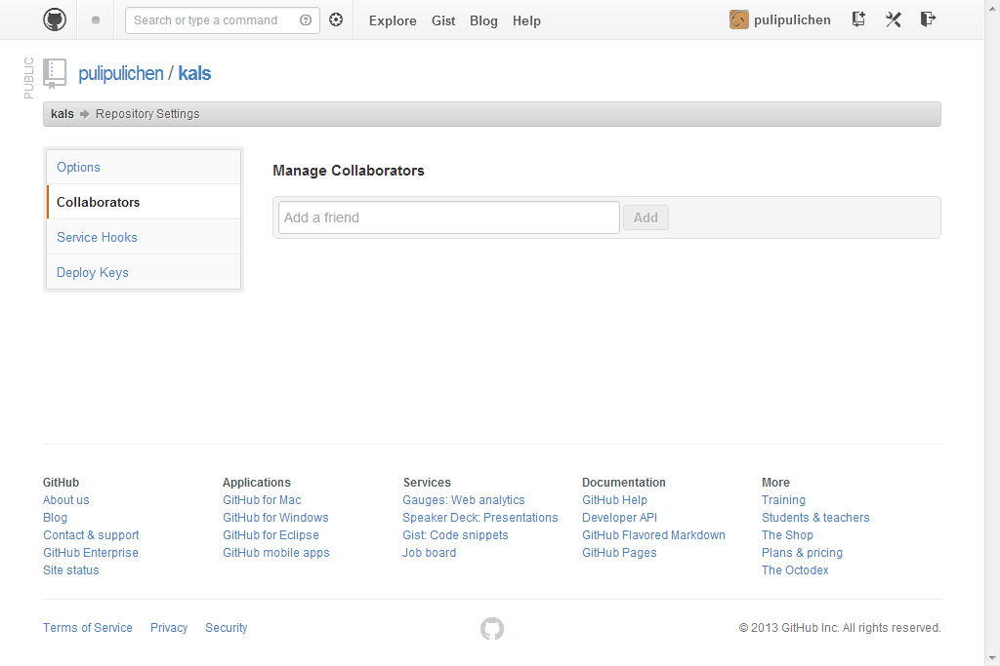 Search or type a command
Explore Gist Blog Help
pulipulichen
PUBLIC
pulipulichen / kals
kals Repository Settings
Options
Collaborators
Service Hooks
Deploy Keys
Manage Collaborators
Add a friend
Add
GitHub
About us
Blog
Contact & support
GitHub Enterprise
Site status
Applications
GitHub for Mac
GitHub for Windows
GitHub for Eclipse
GitHub mobile apps
Services
Gauges: Web analytics
Speaker Deck: Presentations
Gist: Code snippets
Job board
Documentation
GitHub Help
Developer API
GitHub Flavored Markdown
GitHub Pages
More
Training
Students & teachers
The Shop
Plans & pricing
The Octodex
Terms of Service Privacy Security
© 2013 GitHub Inc. All rights reserved.